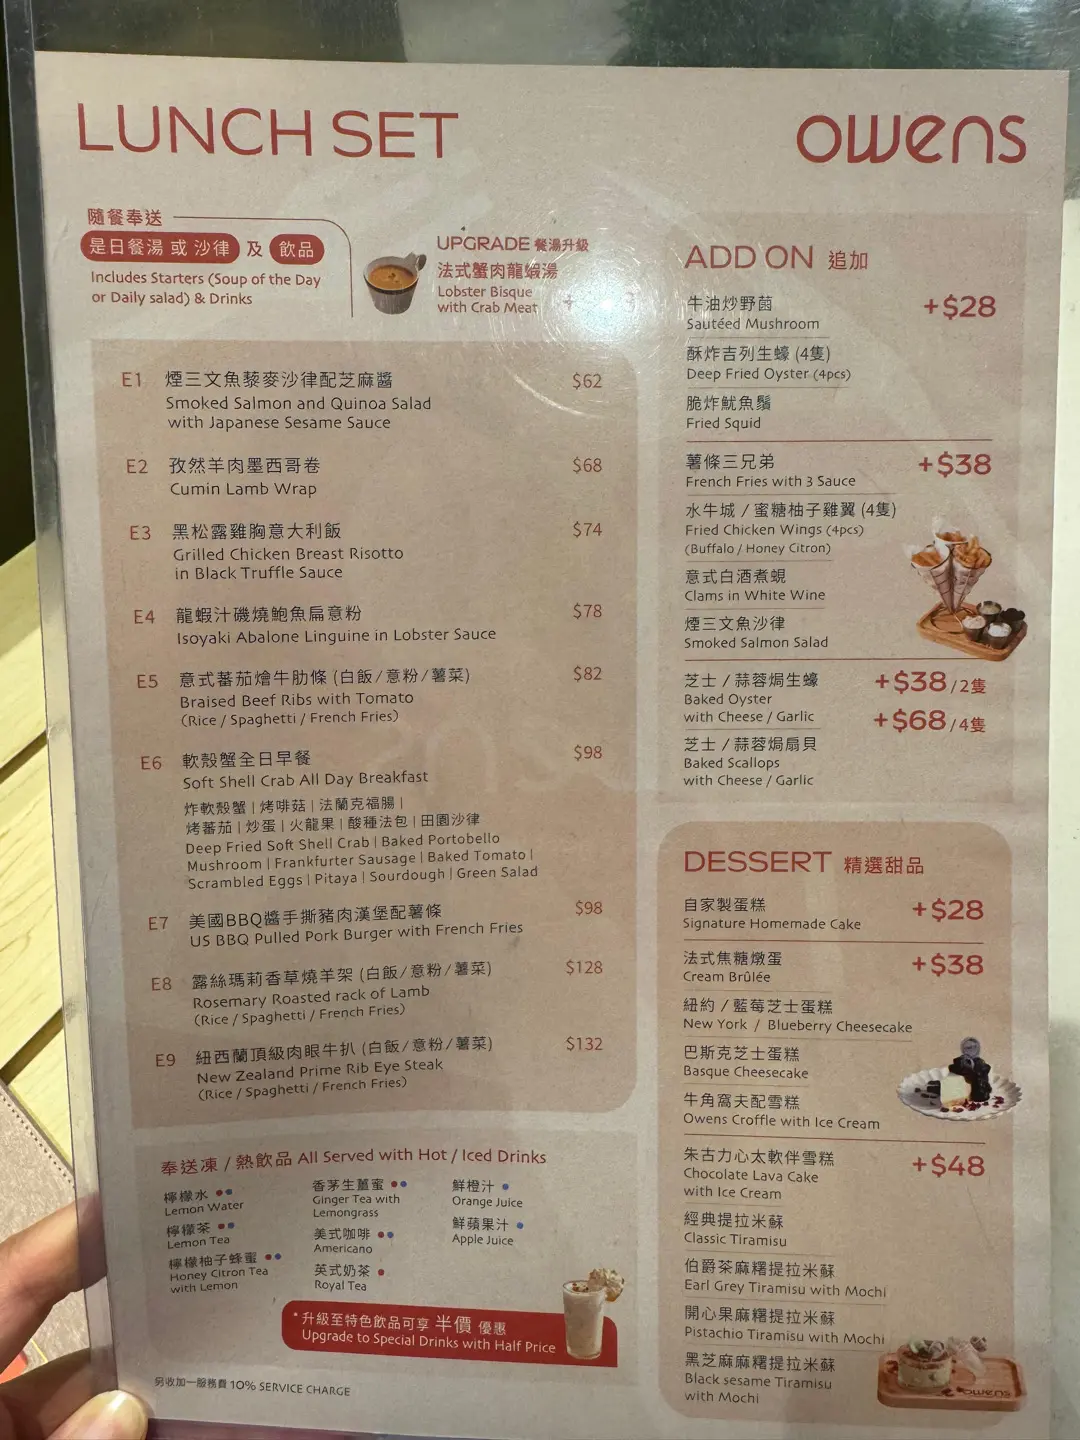 LUNCH SET
owens
隨餐奉送
是日餐湯 或 沙律 及 飲品
Includes Starters (Soup of the Day
or Daily salad) & Drinks
UPGRADE 餐湯升級
法式蟹肉龍蝦湯
Lobster Bisque
with Crab Meat
E1 煙三文魚藜麥沙律配芝麻醬 $62
Smoked Salmon and Quinoa Salad
with Japanese Sesame Sauce
E2 孜然羊肉墨西哥卷 $68
Cumin Lamb Wrap
E3 黑松露雞胸意大利飯 $74
Grilled Chicken Breast Risotto
in Black Truffle Sauce
E4 龍蝦汁磯燒鮑魚扁意粉 $78
Isoyaki Abalone Linguine in Lobster Sauce
E5 意式蕃茄燴牛肋條 (白飯/意粉/薯菜) $82
Braised Beef Ribs with Tomato
(Rice / Spaghetti / French Fries)
E6 軟殼蟹全日早餐 $98
Soft Shell Crab All Day Breakfast
炸軟殼蟹 | 烤啡菇 | 法蘭克福腸 |
烤蕃茄 | 炒蛋 | 火龍果 | 酸種法包 | 田園沙律
Deep Fried Soft Shell Crab | Baked Portobello
Mushroom | Frankfurter Sausage | Baked Tomato |
Scrambled Eggs | Pitaya | Sourdough | Green Salad
E7 美國BBQ醬手撕豬肉漢堡配薯條 $98
US BBQ Pulled Pork Burger with French Fries
E8 露絲瑪莉香草燒羊架 (白飯/意粉/薯菜) $128
Rosemary Roasted rack of Lamb
(Rice / Spaghetti / French Fries)
E9 紐西蘭頂級肉眼牛扒 (白飯/意粉/薯菜) $132
New Zealand Prime Rib Eye Steak
(Rice / Spaghetti / French Fries)
奉送凍 / 熱飲品 All Served with Hot / Iced Drinks
檸檬水
Lemon Water
檸檬茶
Lemon Tea
檸檬柚子蜂蜜
Honey Citron Tea
with Lemon
香茅生薑蜜
Ginger Tea with
Lemongrass
美式咖啡
Americano
英式奶茶
Royal Tea
鮮橙汁
Orange Juice
鮮蘋果汁
Apple Juice
* 升級至特色飲品可享 半價 優惠
Upgrade to Special Drinks with Half Price
另收加一服務費 10% SERVICE CHARGE
ADD ON 追加
牛油炒野菌 +$28
Sautéed Mushroom
酥炸吉列生蠔 (4隻)
Deep Fried Oyster (4pcs)
脆炸魷魚鬚
Fried Squid
薯條三兄弟 +$38
French Fries with 3 Sauce
水牛城 / 蜜糖柚子雞翼 (4隻)
Fried Chicken Wings (4pcs)
(Buffalo / Honey Citron)
意式白酒煮蜆
Clams in White Wine
煙三文魚沙律
Smoked Salmon Salad
芝士 / 蒜蓉焗生蠔 +$38 /2隻
Baked Oyster
with Cheese / Garlic +$68 /4隻
芝士 / 蒜蓉焗扇貝
Baked Scallops
with Cheese / Garlic
DESSERT 精選甜品
自家製蛋糕 +$28
Signature Homemade Cake
法式焦糖燉蛋 +$38
Cream Brûlée
紐約 / 藍莓芝士蛋糕
New York / Blueberry Cheesecake
巴斯克芝士蛋糕
Basque Cheesecake
牛角窩夫配雪糕
Owens Croffle with Ice Cream
朱古力心太軟伴雪糕 +$48
Chocolate Lava Cake
with Ice Cream
經典提拉米蘇
Classic Tiramisu
伯爵茶麻糬提拉米蘇
Earl Grey Tiramisu with Mochi
開心果麻糬提拉米蘇
Pistachio Tiramisu with Mochi
黑芝麻麻糬提拉米蘇
Black sesame Tiramisu
with Mochi
owens